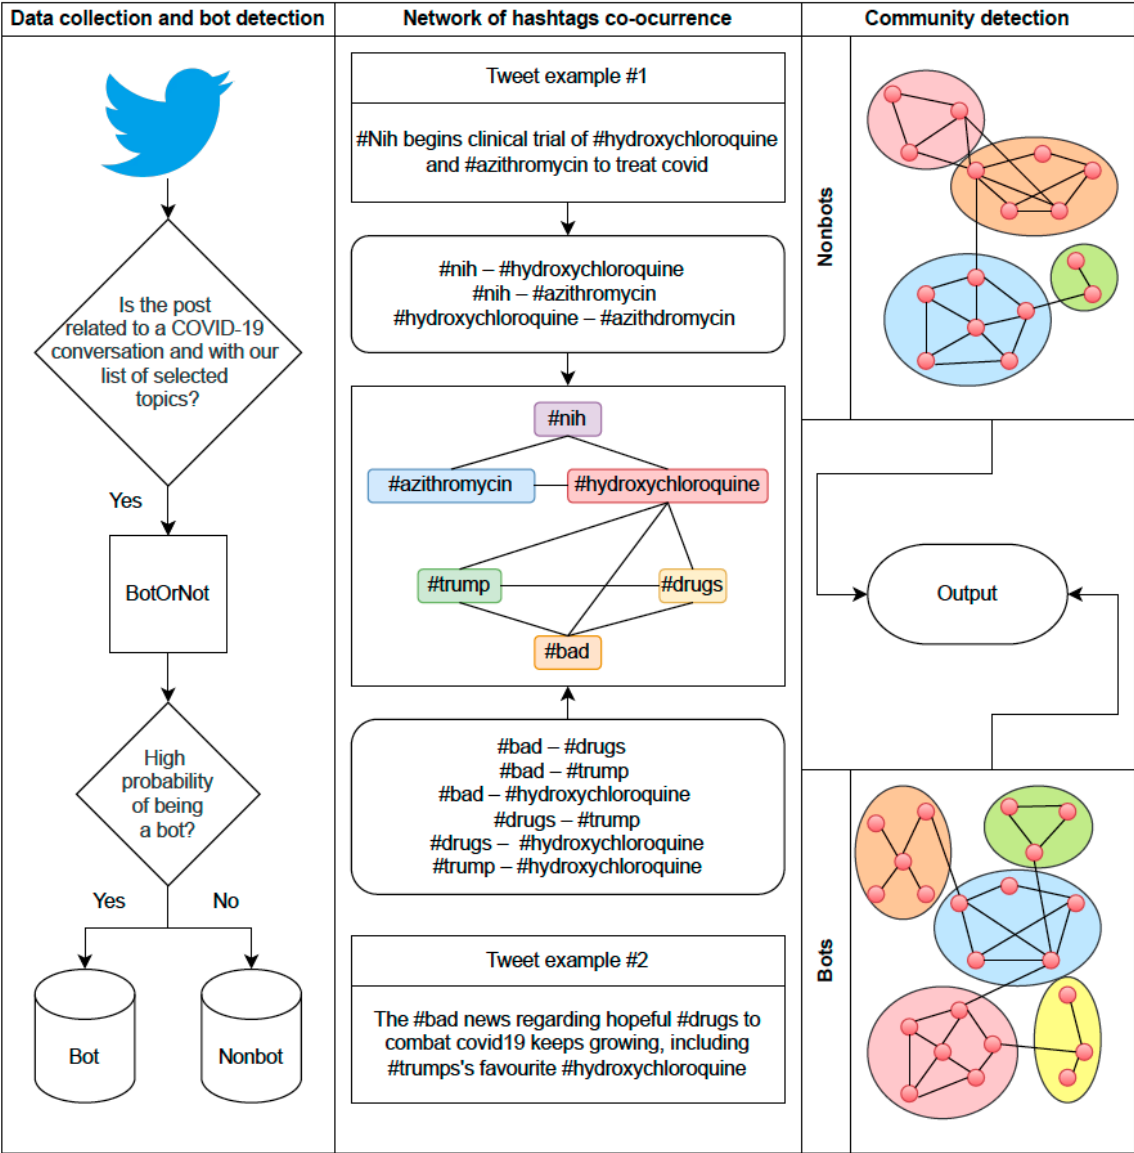 Data collection and bot detection
Is the post
related to a COVID-19
conversation and with our
list of selected
topics?
Yes
BotOrNot
High
probability
of being
a bot?
Yes
No
Bot
Nonbot
Network of hashtags co-ocurrence
Tweet example #1
#Nih begins clinical trial of #hydroxychloroquine
and #azithromycin to treat covid
#nih – #hydroxychloroquine
#nih – #azithromycin
#hydroxychloroquine – #azithdromycin
#nih
#azithromycin
#hydroxychloroquine
#trump
#drugs
#bad
#bad – #drugs
#bad – #trump
#bad – #hydroxychloroquine
#drugs – #trump
#drugs – #hydroxychloroquine
#trump – #hydroxychloroquine
Tweet example #2
The #bad news regarding hopeful #drugs to
combat covid19 keeps growing, including
#trumps's favourite #hydroxychloroquine
Community detection
Nonbots
Output
Bots